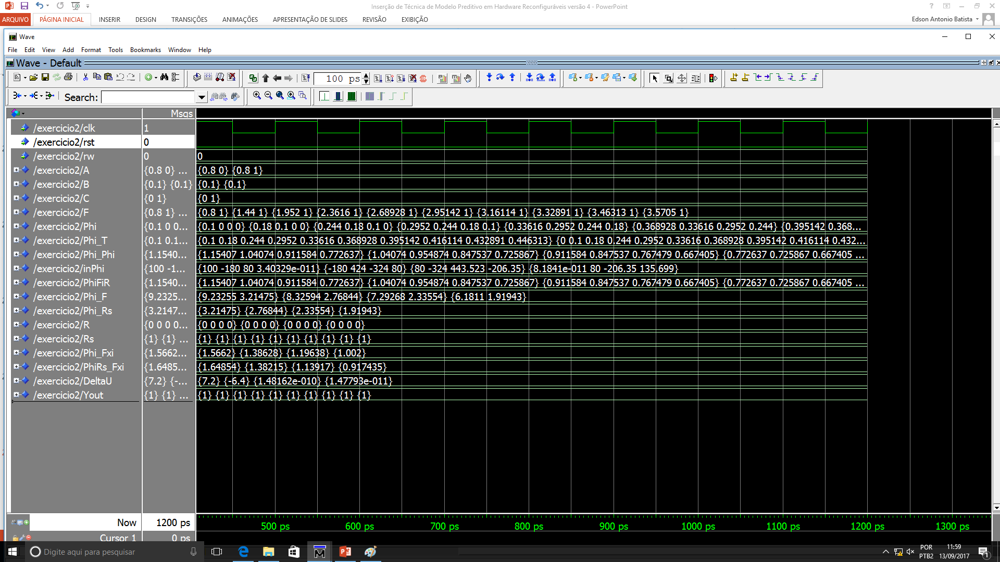 Inserção de Técnica de Modelo Preditivo em Hardware Reconfiguráveis versão 4 - PowerPoint
ARQUIVO PÁGINA INICIAL INSERIR DESIGN TRANSIÇÕES ANIMAÇÕES APRESENTAÇÃO DE SLIDES REVISÃO EXIBIÇÃO Edson Antonio Batista
Wave
File Edit View Add Format Tools Bookmarks Window Help
Wave - Default
100 ps
Search:
Msgs
/exercicio2/clk 1
/exercicio2/rst 0
/exercicio2/rw 0 0
/exercicio2/A {0.8 0} ... {0.8 0} {0.8 1}
/exercicio2/B {0.1} {0.1} {0.1} {0.1}
/exercicio2/C {0 1} {0 1}
/exercicio2/F {0.8 1} ... {0.8 1} {1.44 1} {1.952 1} {2.3616 1} {2.68928 1} {2.95142 1} {3.16114 1} {3.32891 1} {3.46313 1} {3.5705 1}
/exercicio2/Phi {0.1 0 0... {0.1 0 0 0} {0.18 0.1 0 0} {0.244 0.18 0.1 0} {0.2952 0.244 0.18 0.1} {0.33616 0.2952 0.244 0.18} {0.368928 0.33616 0.2952 0.244} {0.395142 0.368...
/exercicio2/Phi_T {0.1 0.1... {0.1 0.18 0.244 0.2952 0.33616 0.368928 0.395142 0.416114 0.432891 0.446313} {0 0.1 0.18 0.244 0.2952 0.33616 0.368928 0.395142 0.416114 0.432...
/exercicio2/Phi_Phi {1.1540... {1.15407 1.04074 0.911584 0.772637} {1.04074 0.954874 0.847537 0.725867} {0.911584 0.847537 0.767479 0.667405} {0.772637 0.725867 0.667405 ...
/exercicio2/inPhi {100 -1... {100 -180 80 3.40329e-011} {-180 424 -324 80} {80 -324 443.523 -206.35} {8.1841e-011 80 -206.35 135.699}
/exercicio2/PhiFiR {1.1540... {1.15407 1.04074 0.911584 0.772637} {1.04074 0.954874 0.847537 0.725867} {0.911584 0.847537 0.767479 0.667405} {0.772637 0.725867 0.667405 ...
/exercicio2/Phi_F {9.2325... {9.23255 3.21475} {8.32594 2.76844} {7.29268 2.33554} {6.1811 1.91943}
/exercicio2/Phi_Rs {3.2147... {3.21475} {2.76844} {2.33554} {1.91943}
/exercicio2/R {0 0 0 0... {0 0 0 0} {0 0 0 0} {0 0 0 0} {0 0 0 0}
/exercicio2/Rs {1} {1} ... {1} {1} {1} {1} {1} {1} {1} {1} {1} {1}
/exercicio2/Phi_Fxi {1.5662... {1.5662} {1.38628} {1.19638} {1.002}
/exercicio2/PhiRs_Fxi {1.6485... {1.64854} {1.38215} {1.13917} {0.917435}
/exercicio2/DeltaU {7.2} {-... {7.2} {-6.4} {1.48162e-010} {1.47793e-011}
/exercicio2/Yout {1} {1} ... {1} {1} {1} {1} {1} {1} {1} {1} {1} {1}
Now 1200 ps 500 ps 600 ps 700 ps 800 ps 900 ps 1000 ps 1100 ps 1200 ps 1300 ps
Cursor 1 0 ps
Digite aqui para pesquisar
POR 11:59
PTB2 13/09/2017 1